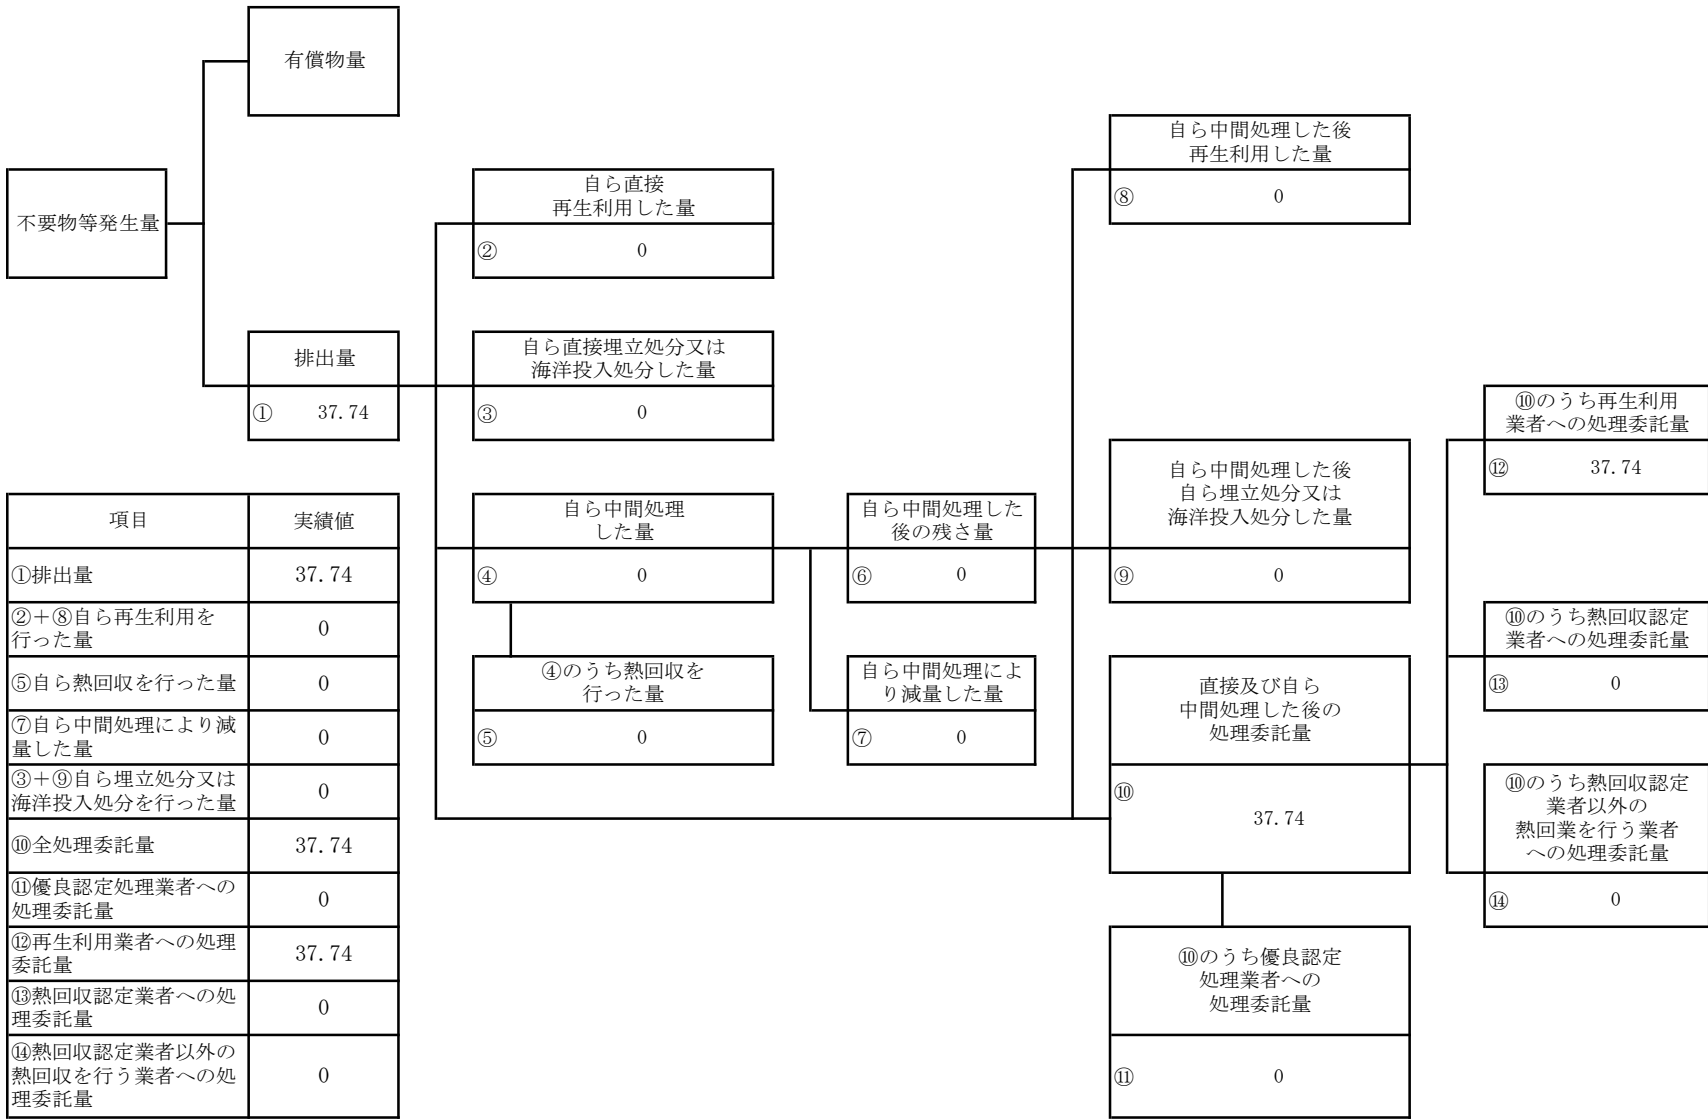 有償物量
不要物等発生量
排出量
① 37.74
自ら直接
再生利用した量
② 0
自ら直接埋立処分又は
海洋投入処分した量
③ 0
自ら中間処理
した量
④ 0
④のうち熱回収を
行った量
⑤ 0
自ら中間処理した
後の残さ量
⑥ 0
自ら中間処理によ
り減量した量
⑦ 0
自ら中間処理した後
再生利用した量
⑧ 0
自ら中間処理した後
自ら埋立処分又は
海洋投入処分した量
⑨ 0
直接及び自ら
中間処理した後の
処理委託量
⑩
37.74
⑩のうち優良認定
処理業者への
処理委託量
⑪ 0
⑩のうち再生利用
業者への処理委託量
⑫ 37.74
⑩のうち熱回収認定
業者への処理委託量
⑬ 0
⑩のうち熱回収認定
業者以外の
熱回業を行う業者
への処理委託量
⑭ 0
項目 実績値
①排出量 37.74
②＋⑧自ら再生利用を
行った量 0
⑤自ら熱回収を行った量 0
⑦自ら中間処理により減
量した量 0
③＋⑨自ら埋立処分又は
海洋投入処分を行った量 0
⑩全処理委託量 37.74
⑪優良認定処理業者への
処理委託量 0
⑫再生利用業者への処理
委託量 37.74
⑬熱回収認定業者への処
理委託量 0
⑭熱回収認定業者以外の
熱回収を行う業者への処
理委託量 0